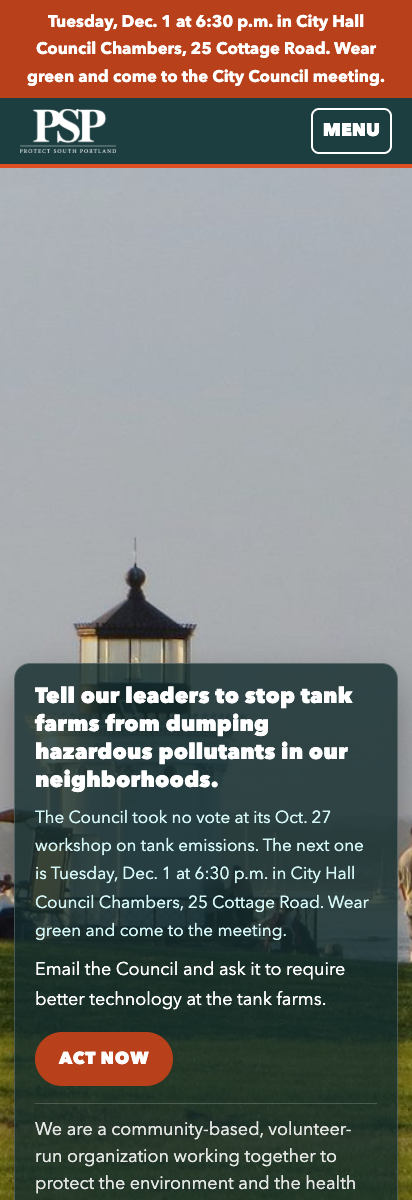 Tuesday, Dec. 1 at 6:30 p.m. in City Hall
Council Chambers, 25 Cottage Road. Wear
green and come to the City Council meeting.
PSP
PROTECT SOUTH PORTLAND
MENU
Tell our leaders to stop tank
farms from dumping
hazardous pollutants in our
neighborhoods.
The Council took no vote at its Oct. 27
workshop on tank emissions. The next one
is Tuesday, Dec. 1 at 6:30 p.m. in City Hall
Council Chambers, 25 Cottage Road. Wear
green and come to the meeting.
Email the Council and ask it to require
better technology at the tank farms.
ACT NOW
We are a community-based, volunteer-
run organization working together to
protect the environment and the health